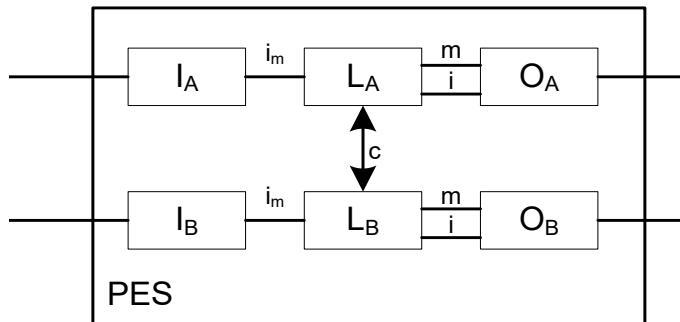 I_A i_m L_A m i O_A
c
I_B i_m L_B m i O_B
PES